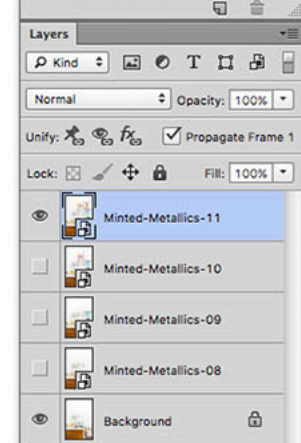 Layers
Kind T
Normal Opacity: 100%
Unify: fx Propagate Frame 1
Lock: Fill: 100%
Minted-Metallics-11
Minted-Metallics-10
Minted-Metallics-09
Minted-Metallics-08
Background